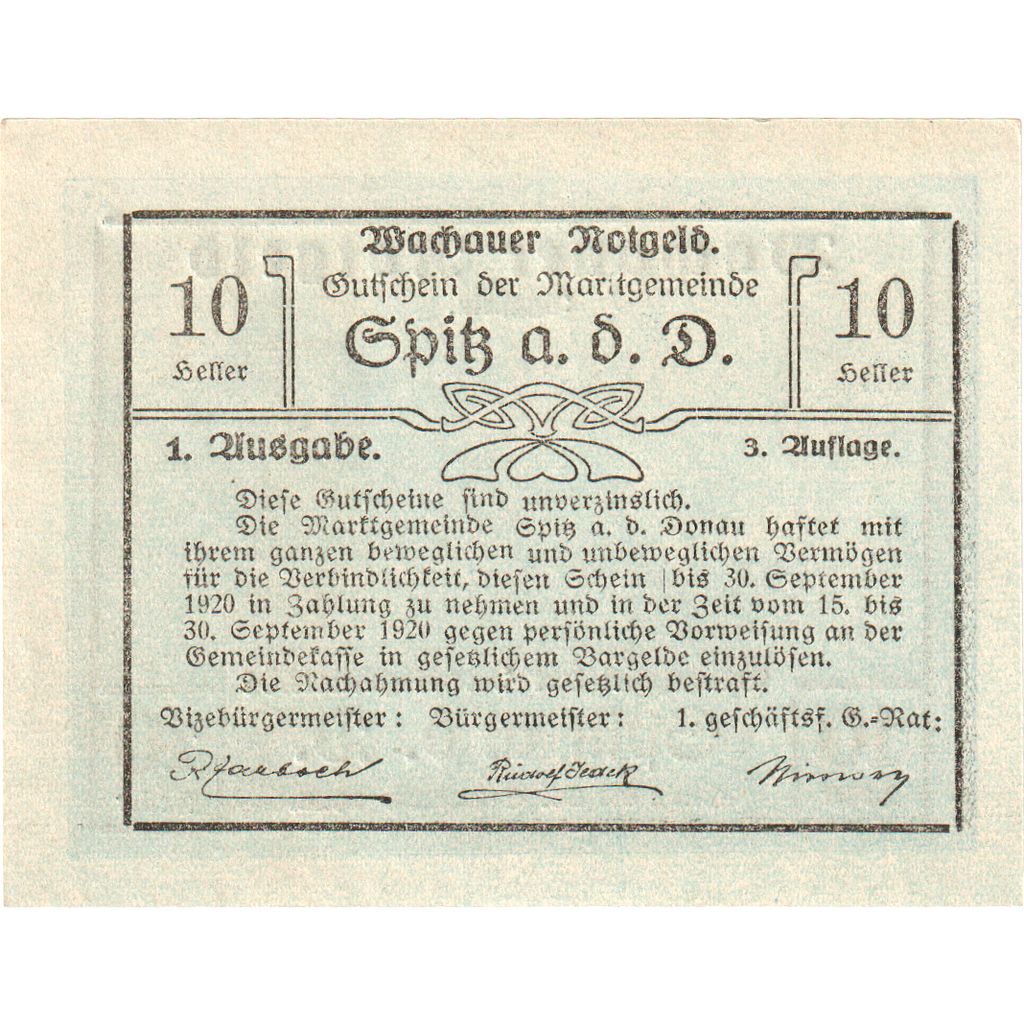 Wachauer Notgeld.
10 Heller
Gutschein der Marktgemeinde
Spitz a. d. D.
10 Heller
1. Ausgabe.
3. Auflage.
Diese Gutscheine sind unverzinslich.
Die Marktgemeinde Spitz a. d. Donau haftet mit
ihrem ganzen beweglichen und unbeweglichen Vermögen
für die Verbindlichkeit, diesen Schein bis 30. September
1920 in Zahlung zu nehmen und in der Zeit vom 15. bis
30. September 1920 gegen persönliche Vorweisung an der
Gemeindekasse in gesetzlichem Bargelde einzulösen.
Die Nachahmung wird gesetzlich bestraft.
Vizebürgermeister: Bürgermeister: 1. geschäftsf. G.-Rat:
Rudolf